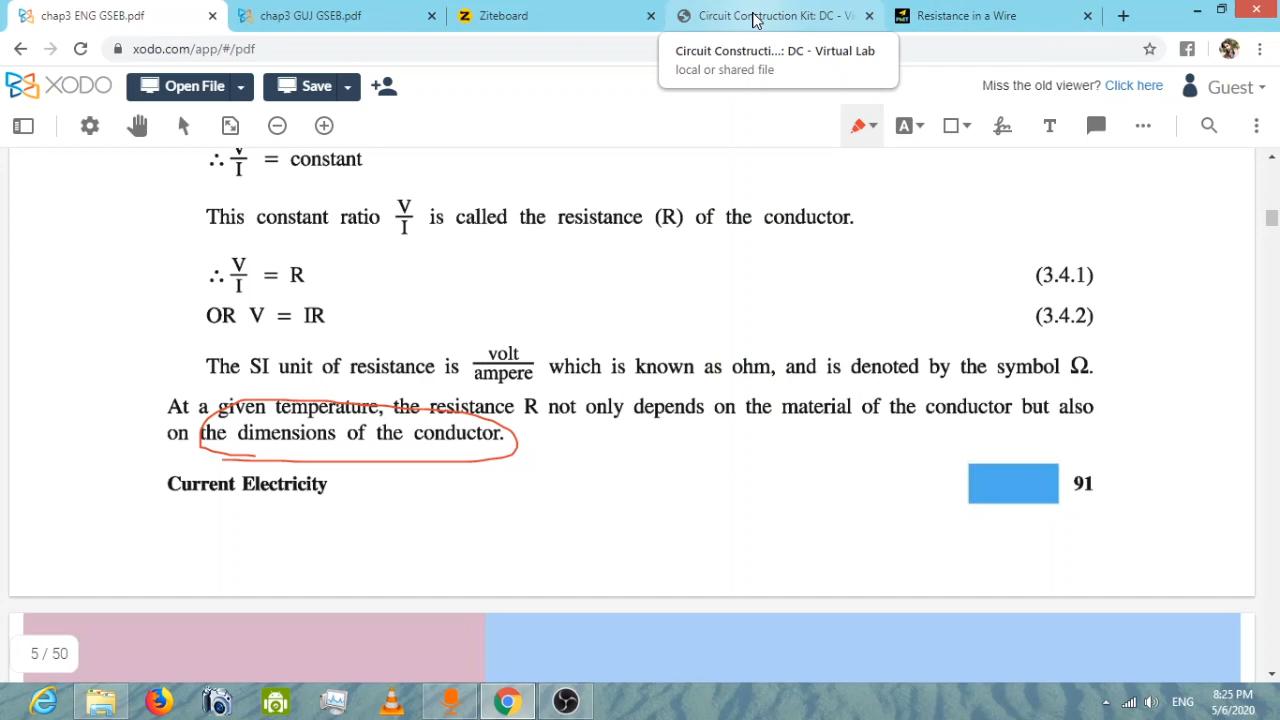 chap3 ENG GSEB.pdf
chap3 GUJ GSEB.pdf
Ziteboard
Circuit Construction Kit: DC - Vi
Resistance in a Wire
xodo.com/app/#/pdf
Circuit Constructi...: DC - Virtual Lab
local or shared file
XODO
Open File
Save
Miss the old viewer? Click here
Guest
∴ V/I = constant
This constant ratio V/I is called the resistance (R) of the conductor.
∴ V/I = R (3.4.1)
OR V = IR (3.4.2)
The SI unit of resistance is volt/ampere which is known as ohm, and is denoted by the symbol Ω.
At a given temperature, the resistance R not only depends on the material of the conductor but also
on the dimensions of the conductor.
Current Electricity 91
5 / 50
ENG
8:25 PM
5/6/2020